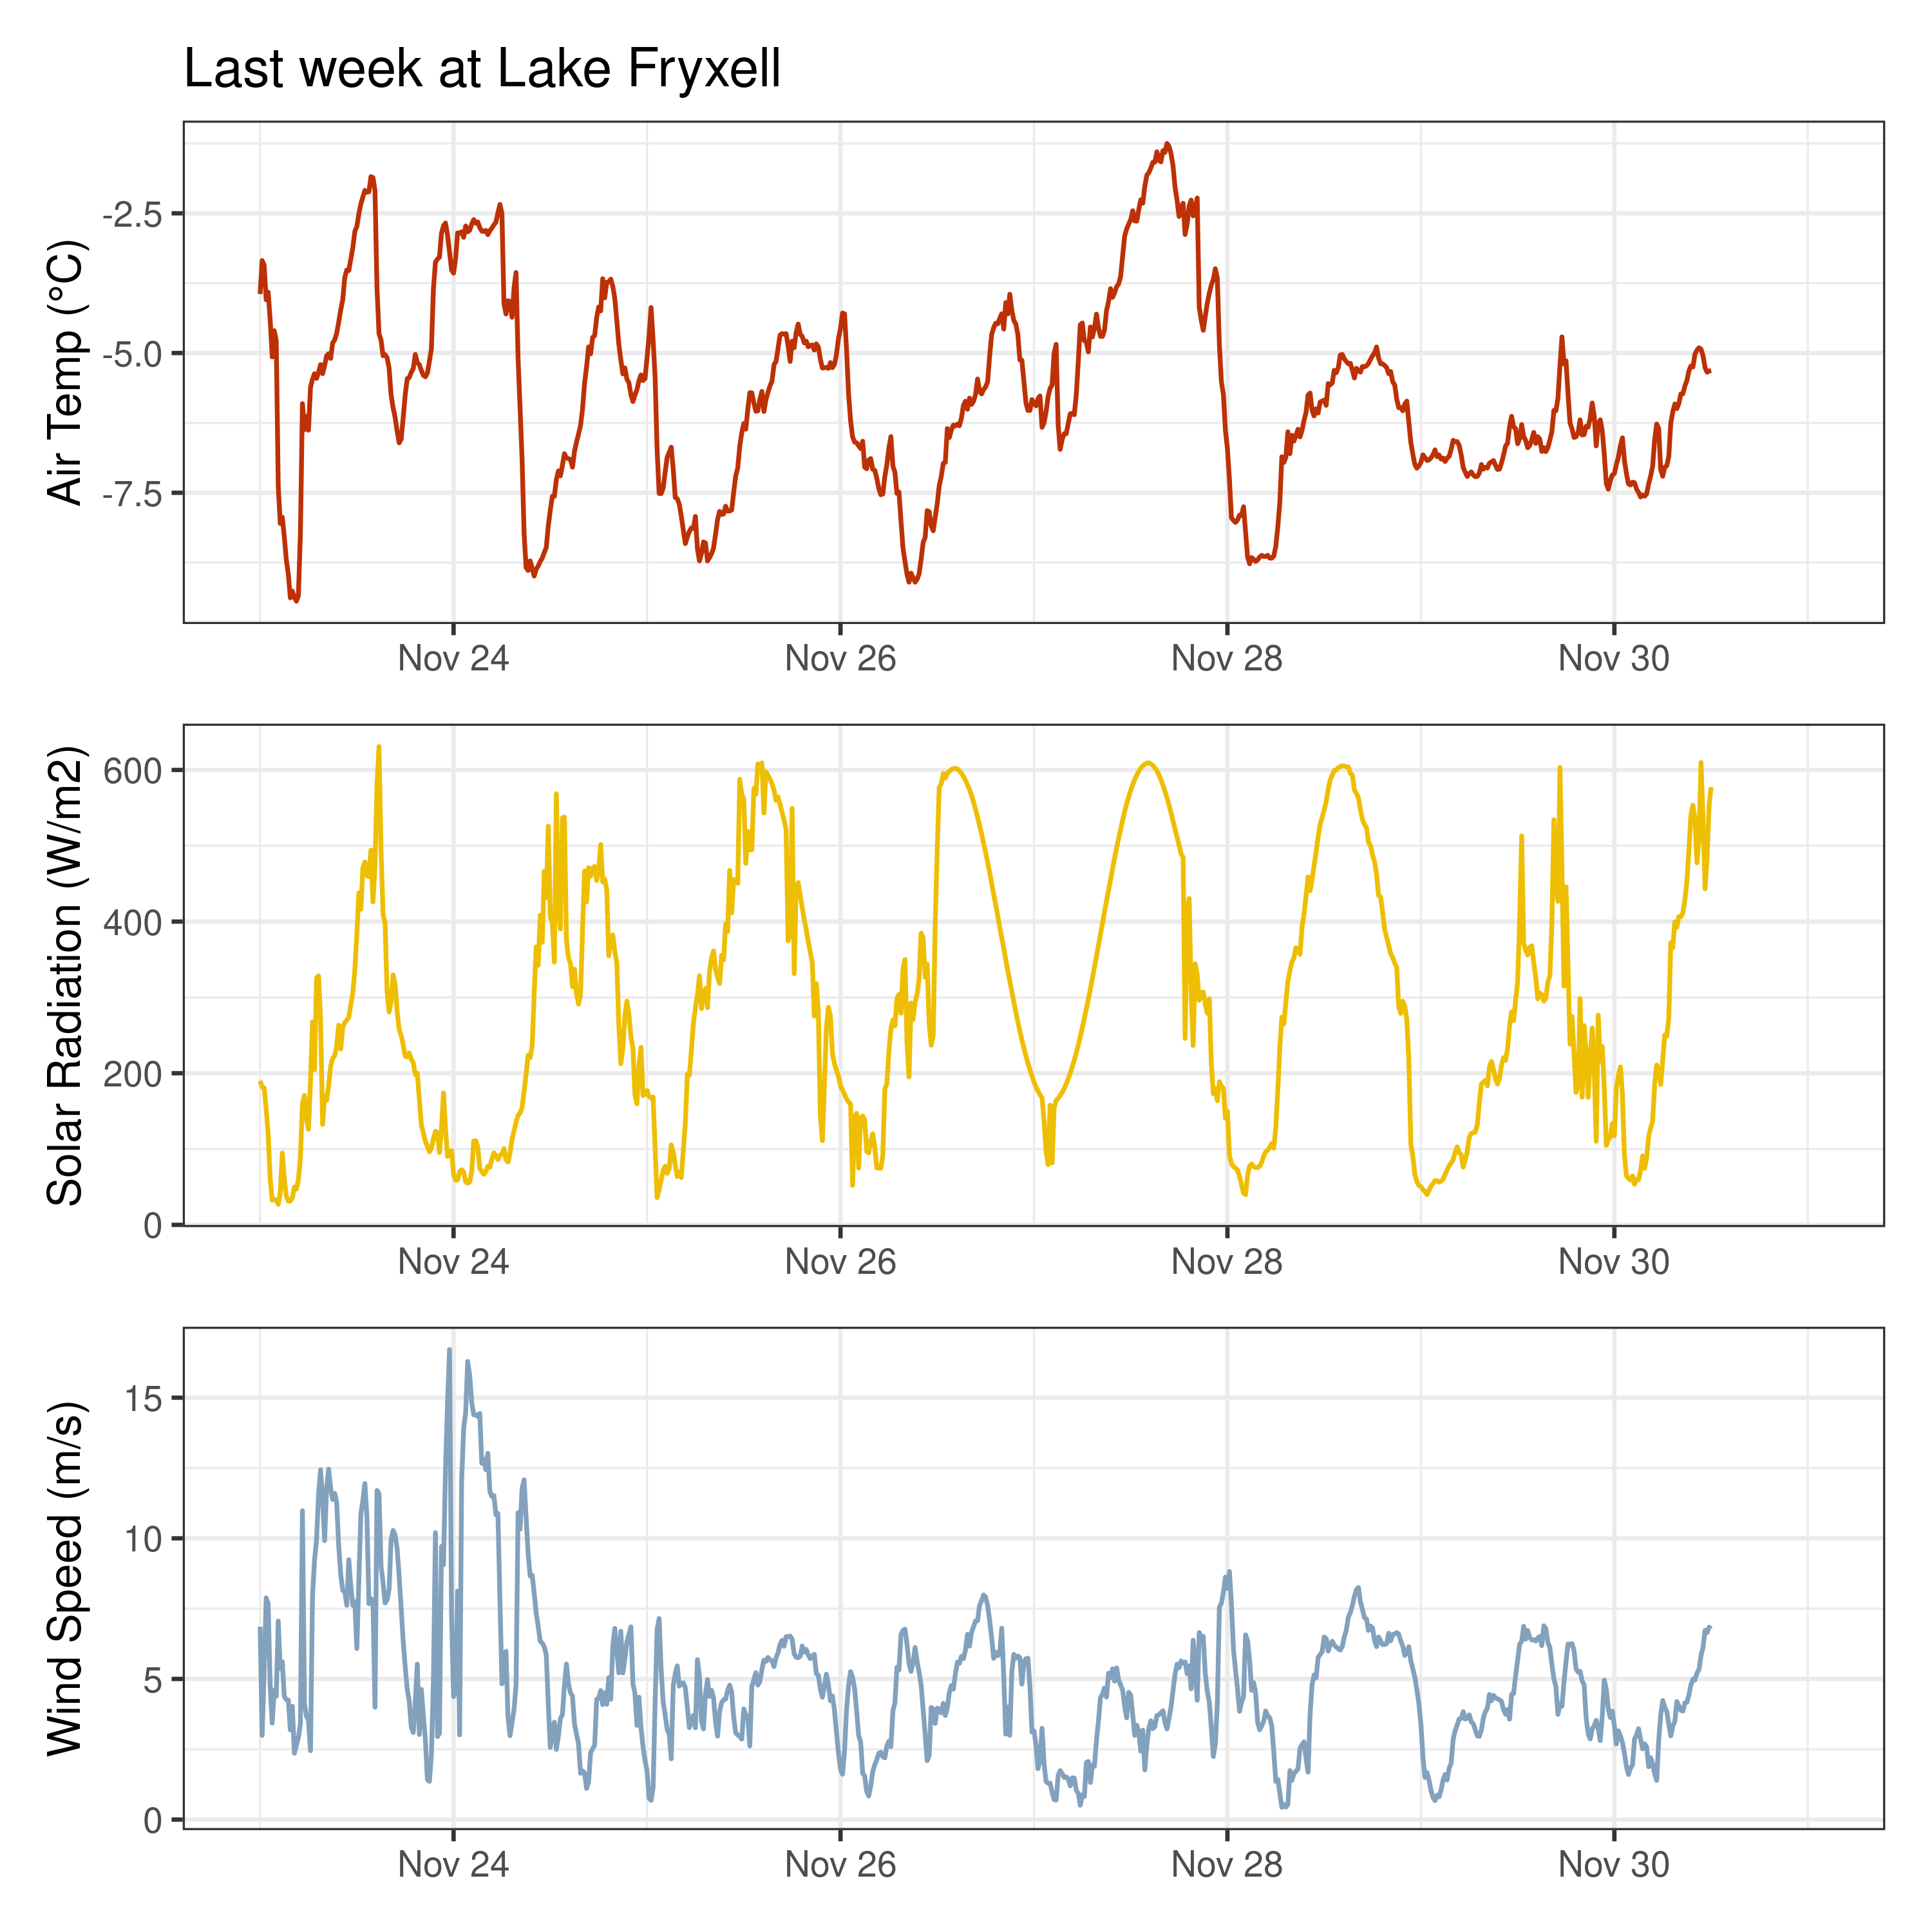 Last week at Lake Fryxell
Air Temp (°C)
-2.5
-5.0
-7.5
Nov 24 Nov 26 Nov 28 Nov 30
Solar Radiation (W/m2)
600
400
200
0
Nov 24 Nov 26 Nov 28 Nov 30
Wind Speed (m/s)
15
10
5
0
Nov 24 Nov 26 Nov 28 Nov 30